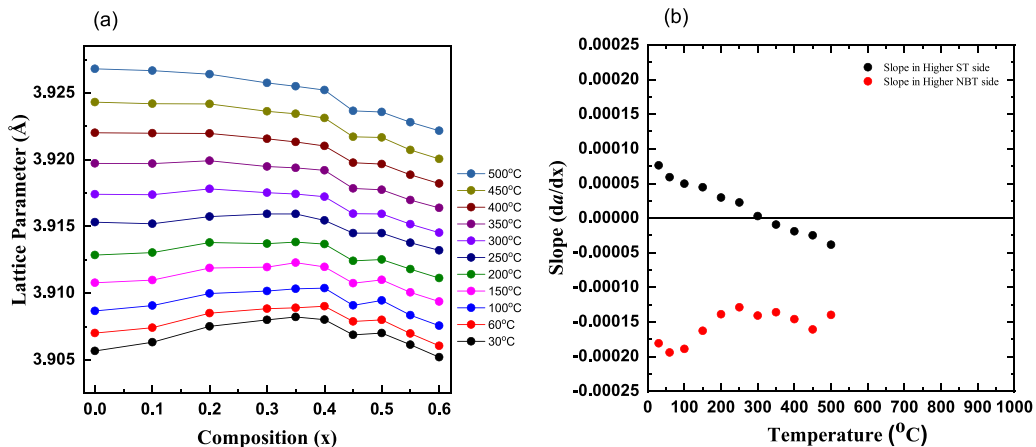 (a)
Lattice Parameter (Å)
3.925
3.920
3.915
3.910
3.905
0.0 0.1 0.2 0.3 0.4 0.5 0.6
Composition (x)
500°C
450°C
400°C
350°C
300°C
250°C
200°C
150°C
100°C
60°C
30°C
(b)
Slope (da/dx)
0.00025
0.00020
0.00015
0.00010
0.00005
0.00000
-0.00005
-0.00010
-0.00015
-0.00020
-0.00025
Slope in Higher ST side
Slope in Higher NBT side
0 100 200 300 400 500 600 700 800 900 1000
Temperature (°C)